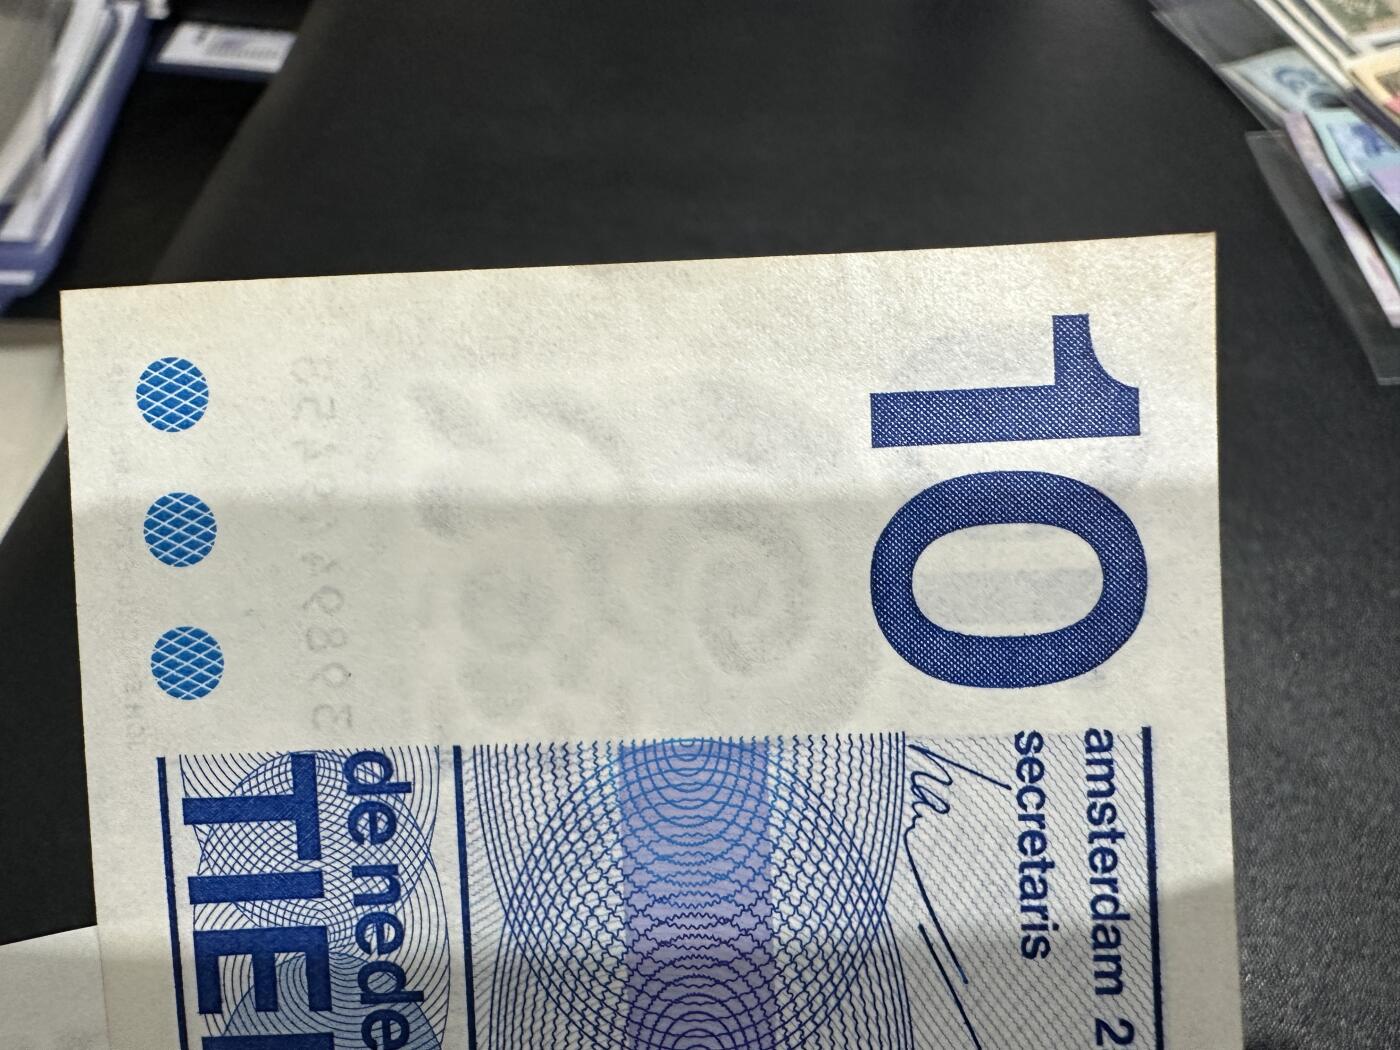 10
amsterdam 2
secretaris
de nede
TIE